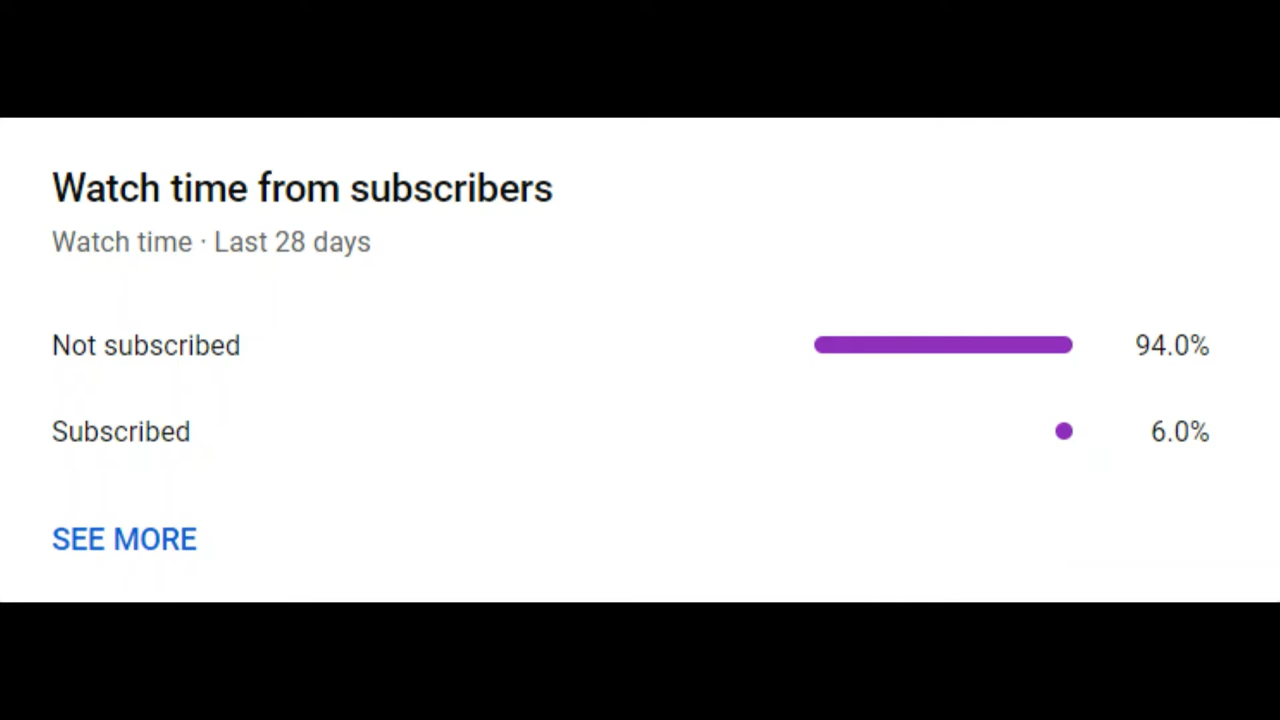 Watch time from subscribers
Watch time · Last 28 days
Not subscribed 94.0%
Subscribed 6.0%
SEE MORE